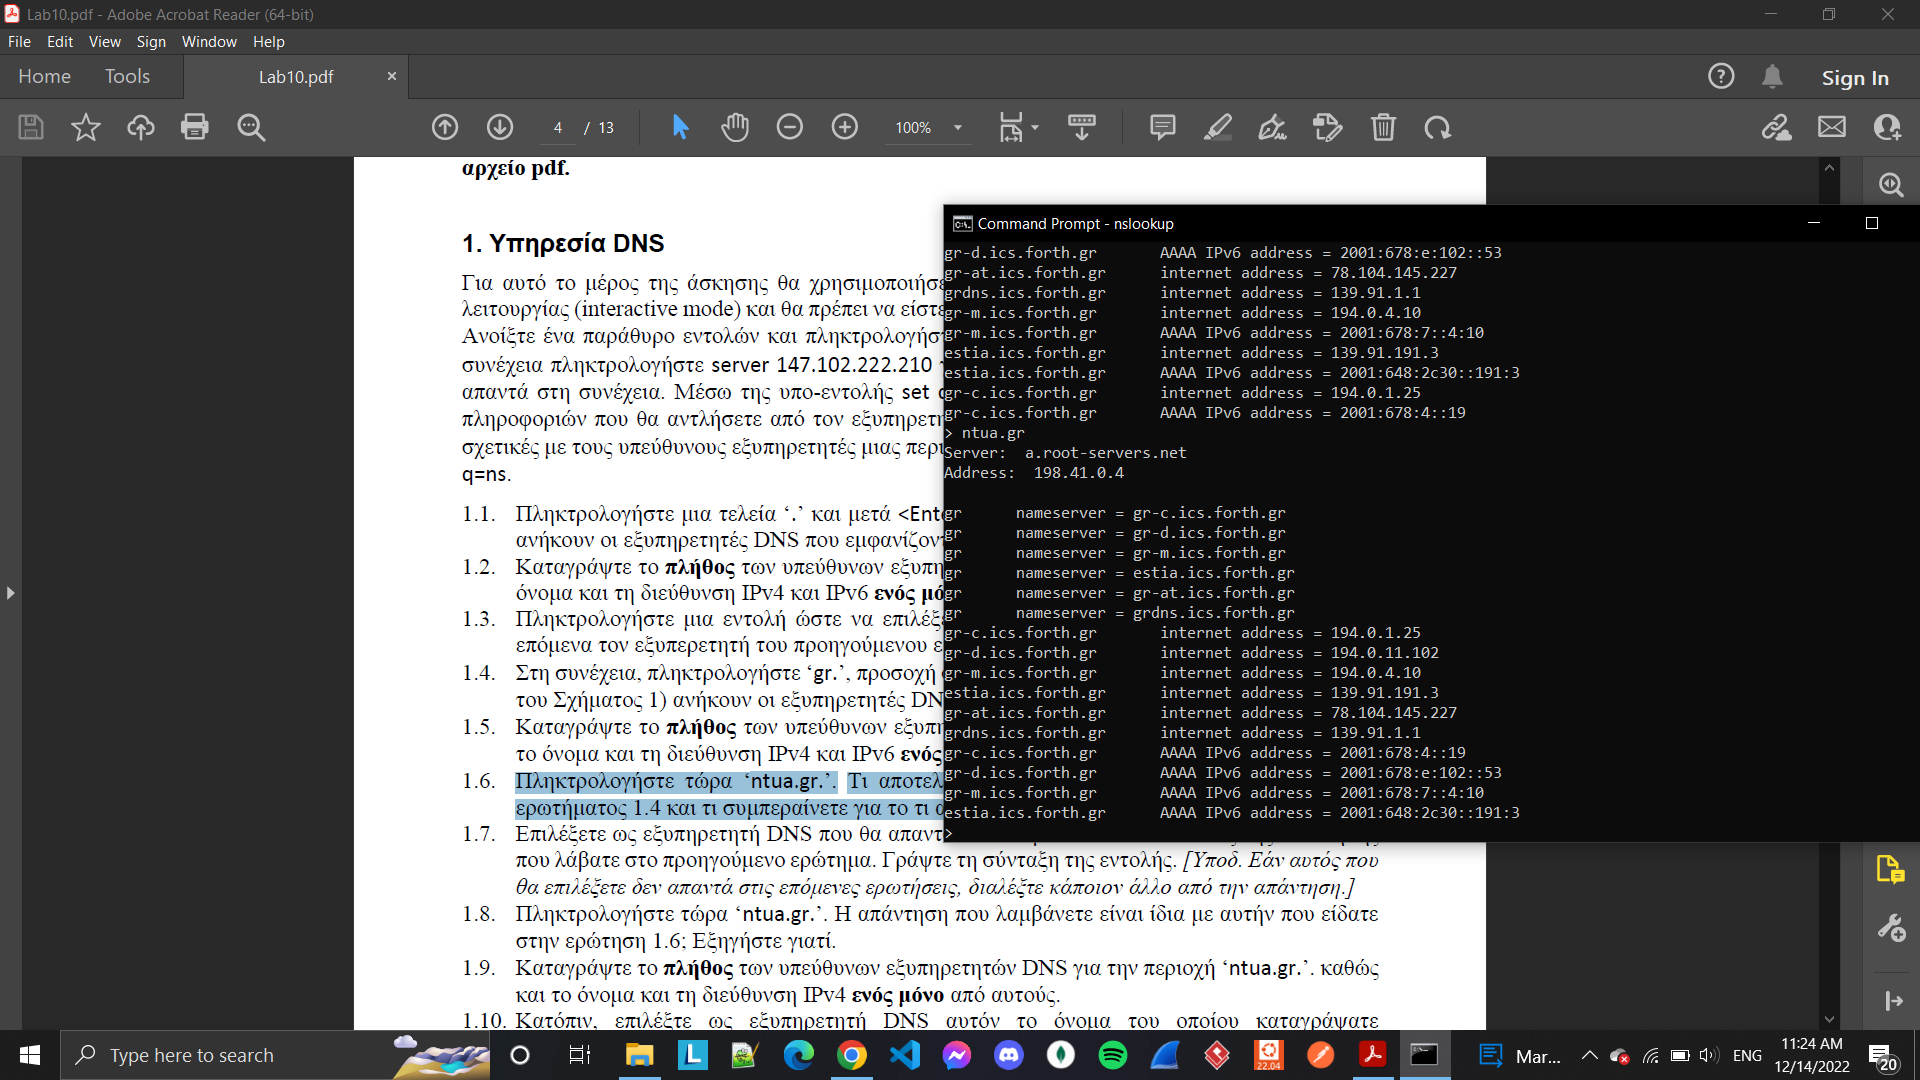 Lab10.pdf - Adobe Acrobat Reader (64-bit)
File Edit View Sign Window Help
Home Tools Lab10.pdf × Sign In
4 / 13 100%
αρχείο pdf.
1. Υπηρεσία DNS
Για αυτό το μέρος της άσκησης θα χρησιμοποιήσε
λειτουργίας (interactive mode) και θα πρέπει να είστε
Ανοίξτε ένα παράθυρο εντολών και πληκτρολογήστ
συνέχεια πληκτρολογήστε server 147.102.222.210
απαντά στη συνέχεια. Μέσω της υπο-εντολής set
πληροφοριών που θα αντλήσετε από τον εξυπηρετη
σχετικές με τους υπεύθυνους εξυπηρετητές μιας περι
q=ns.
1.1. Πληκτρολογήστε μια τελεία ‘.’ και μετά <Ente
ανήκουν οι εξυπηρετητές DNS που εμφανίζοντ
1.2. Καταγράψτε το πλήθος των υπεύθυνων εξυπη
όνομα και τη διεύθυνση IPv4 και IPv6 ενός μό
1.3. Πληκτρολογήστε μια εντολή ώστε να επιλέξε
επόμενα τον εξυπερετητή του προηγούμενου ε
1.4. Στη συνέχεια, πληκτρολογήστε ‘gr.’, προσοχή
του Σχήματος 1) ανήκουν οι εξυπηρετητές DN
1.5. Καταγράψτε το πλήθος των υπεύθυνων εξυπη
το όνομα και τη διεύθυνση IPv4 και IPv6 ενός
1.6. Πληκτρολογήστε τώρα ‘ntua.gr.’. Τι αποτελ
ερωτήματος 1.4 και τι συμπεραίνετε για το τι
1.7. Επιλέξετε ως εξυπηρετητή DNS που θα απαντ
που λάβατε στο προηγούμενο ερώτημα. Γράψτε τη σύνταξη της εντολής. [Υποδ. Εάν αυτός που
θα επιλέξετε δεν απαντά στις επόμενες ερωτήσεις, διαλέξτε κάποιον άλλο από την απάντηση.]
1.8. Πληκτρολογήστε τώρα ‘ntua.gr.’. Η απάντηση που λαμβάνετε είναι ίδια με αυτήν που είδατε
στην ερώτηση 1.6; Εξηγήστε γιατί.
1.9. Καταγράψτε το πλήθος των υπεύθυνων εξυπηρετητών DNS για την περιοχή ‘ntua.gr.’. καθώς
και το όνομα και τη διεύθυνση IPv4 ενός μόνο από αυτούς.
1.10. Κατόπιν, επιλέξτε ως εξυπηρετητή DNS αυτόν το όνομα του οποίου καταγράψατε
Command Prompt - nslookup
gr-d.ics.forth.gr AAAA IPv6 address = 2001:678:e:102::53
gr-at.ics.forth.gr internet address = 78.104.145.227
grdns.ics.forth.gr internet address = 139.91.1.1
gr-m.ics.forth.gr internet address = 194.0.4.10
gr-m.ics.forth.gr AAAA IPv6 address = 2001:678:7::4:10
estia.ics.forth.gr internet address = 139.91.191.3
estia.ics.forth.gr AAAA IPv6 address = 2001:648:2c30::191:3
gr-c.ics.forth.gr internet address = 194.0.1.25
gr-c.ics.forth.gr AAAA IPv6 address = 2001:678:4::19
> ntua.gr
Server: a.root-servers.net
Address: 198.41.0.4
gr nameserver = gr-c.ics.forth.gr
gr nameserver = gr-d.ics.forth.gr
gr nameserver = gr-m.ics.forth.gr
gr nameserver = estia.ics.forth.gr
gr nameserver = gr-at.ics.forth.gr
gr nameserver = grdns.ics.forth.gr
gr-c.ics.forth.gr internet address = 194.0.1.25
gr-d.ics.forth.gr internet address = 194.0.11.102
gr-m.ics.forth.gr internet address = 194.0.4.10
estia.ics.forth.gr internet address = 139.91.191.3
gr-at.ics.forth.gr internet address = 78.104.145.227
grdns.ics.forth.gr internet address = 139.91.1.1
gr-c.ics.forth.gr AAAA IPv6 address = 2001:678:4::19
gr-d.ics.forth.gr AAAA IPv6 address = 2001:678:e:102::53
gr-m.ics.forth.gr AAAA IPv6 address = 2001:678:7::4:10
estia.ics.forth.gr AAAA IPv6 address = 2001:648:2c30::191:3
>
Type here to search
22.04
Mar...
ENG
11:24 AM
12/14/2022
20